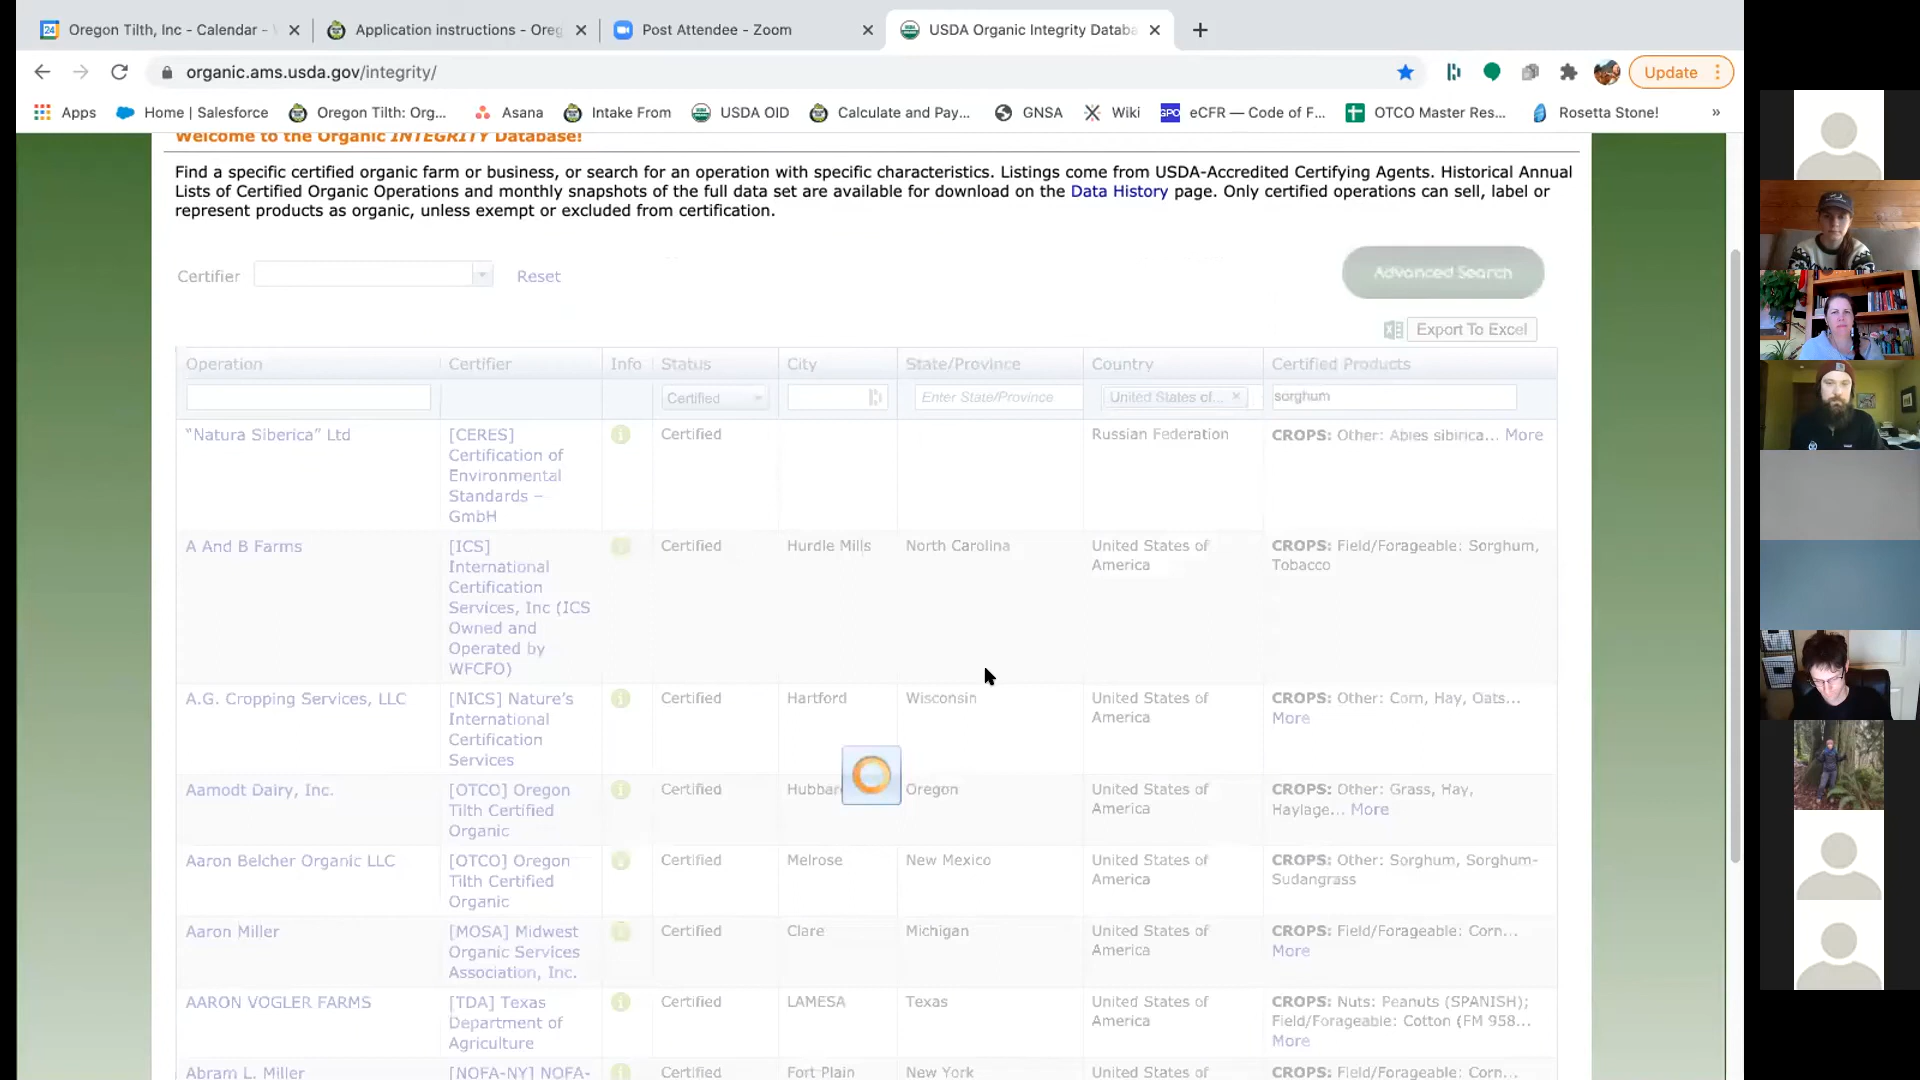 Oregon Tilth, Inc - Calendar -
Application instructions - Oreg
Post Attendee - Zoom
USDA Organic Integrity Databa
organic.ams.usda.gov/integrity/
Update
Apps
Home | Salesforce
Oregon Tilth: Org...
Asana
Intake From
USDA OID
Calculate and Pay...
GNSA
Wiki
eCFR — Code of F...
OTCO Master Res...
Rosetta Stone!
»
Welcome to the Organic INTEGRITY Database!
Find a specific certified organic farm or business, or search for an operation with specific characteristics. Listings come from USDA-Accredited Certifying Agents. Historical Annual
Lists of Certified Organic Operations and monthly snapshots of the full data set are available for download on the Data History page. Only certified operations can sell, label or
represent products as organic, unless exempt or excluded from certification.
Certifier
Reset
Advanced Search
Export To Excel
Operation Certifier Info Status City State/Province Country Certified Products
Certified Enter State/Province United States of... × sorghum
“Natura Siberica” Ltd [CERES] Certified Russian Federation CROPS: Other: Abies sibirica... More
Certification of
Environmental
Standards –
GmbH
A And B Farms [ICS] Certified Hurdle Mills North Carolina United States of CROPS: Field/Forageable: Sorghum,
International America Tobacco
Certification
Services, Inc (ICS
Owned and
Operated by
WFCFO)
A.G. Cropping Services, LLC [NICS] Nature’s Certified Hartford Wisconsin United States of CROPS: Other: Corn, Hay, Oats...
International America More
Certification
Services
Aamodt Dairy, Inc. [OTCO] Oregon Certified Hubbar Oregon United States of CROPS: Other: Grass, Hay,
Tilth Certified America Haylage... More
Organic
Aaron Belcher Organic LLC [OTCO] Oregon Certified Melrose New Mexico United States of CROPS: Other: Sorghum, Sorghum-
Tilth Certified America Sudangrass
Organic
Aaron Miller [MOSA] Midwest Certified Clare Michigan United States of CROPS: Field/Forageable: Corn...
Organic Services America More
Association, Inc.
AARON VOGLER FARMS [TDA] Texas Certified LAMESA Texas United States of CROPS: Nuts: Peanuts (SPANISH);
Department of America Field/Forageable: Cotton (FM 958...
Agriculture More
Abram L. Miller [NOFA-NY] NOFA- Certified Fort Plain New York United States of CROPS: Field/Forageable: Corn...